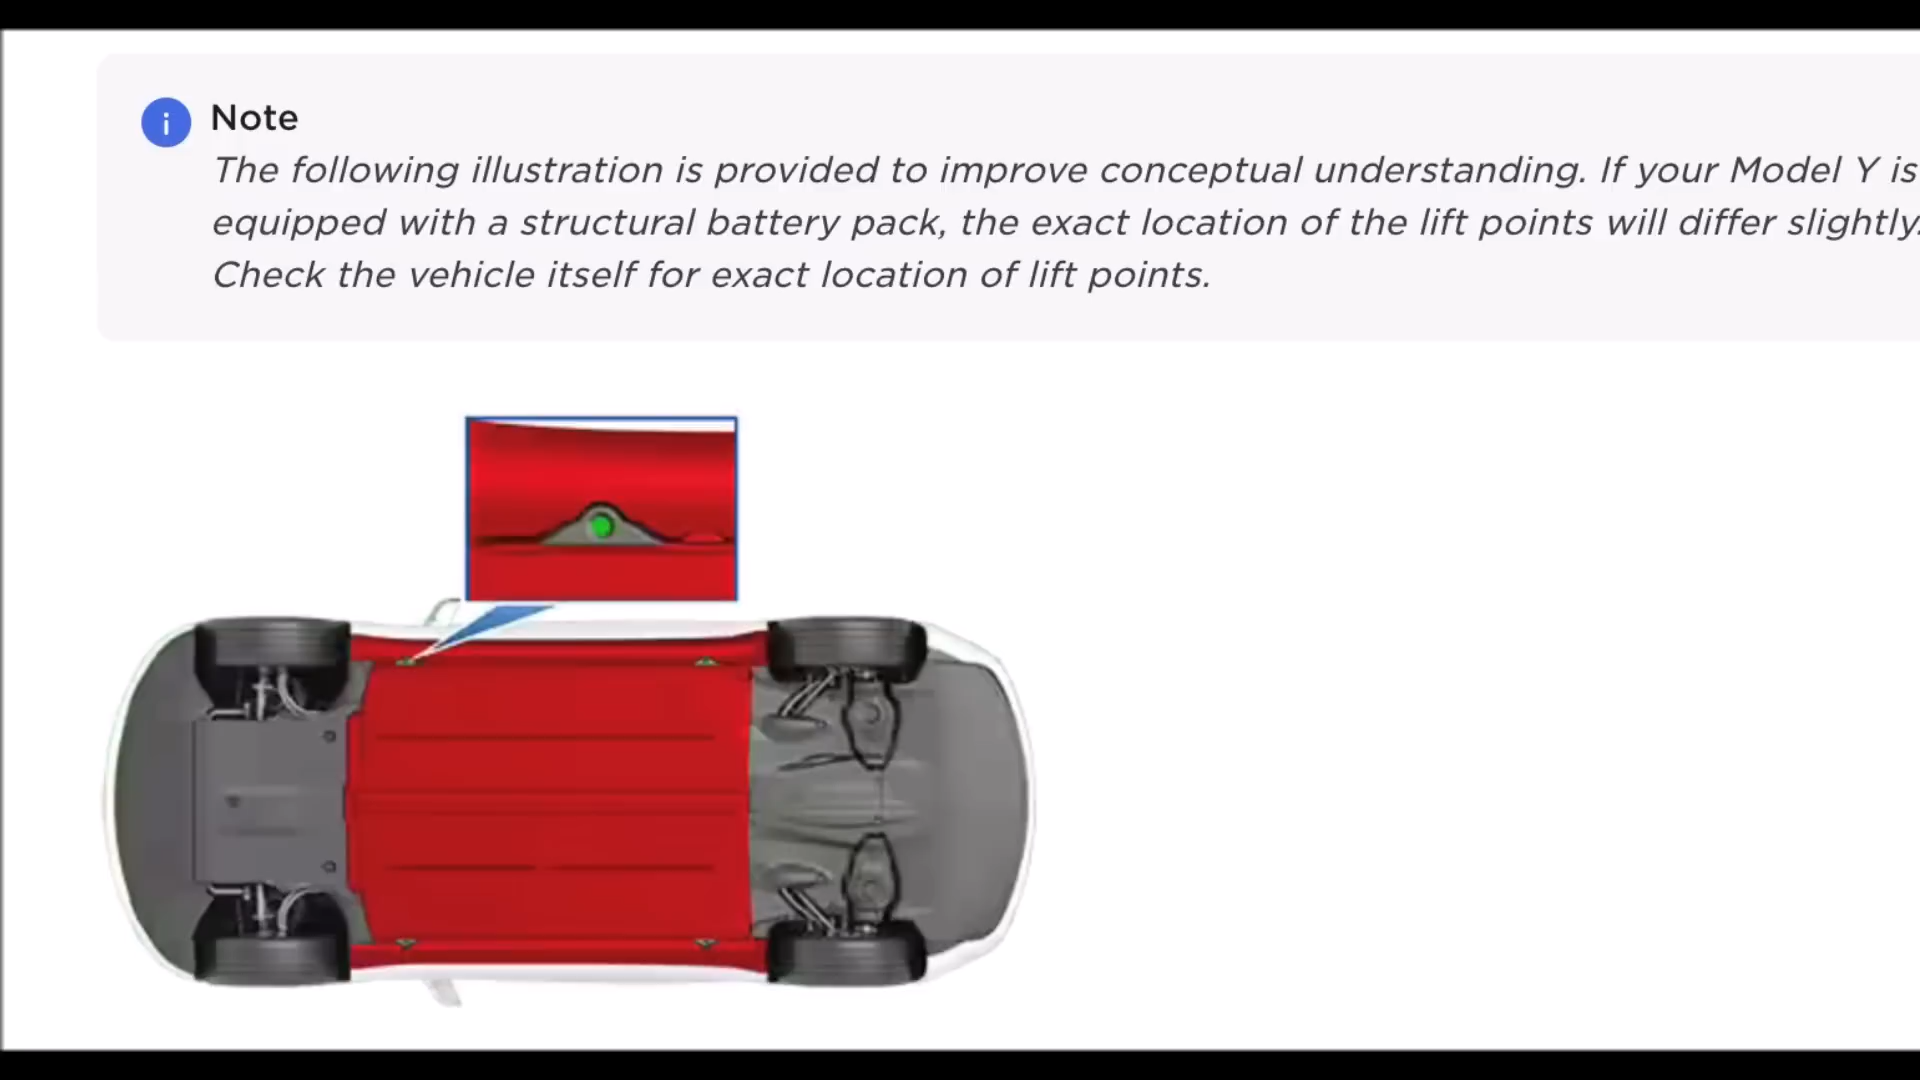 Note
The following illustration is provided to improve conceptual understanding. If your Model Y is
equipped with a structural battery pack, the exact location of the lift points will differ slightly.
Check the vehicle itself for exact location of lift points.